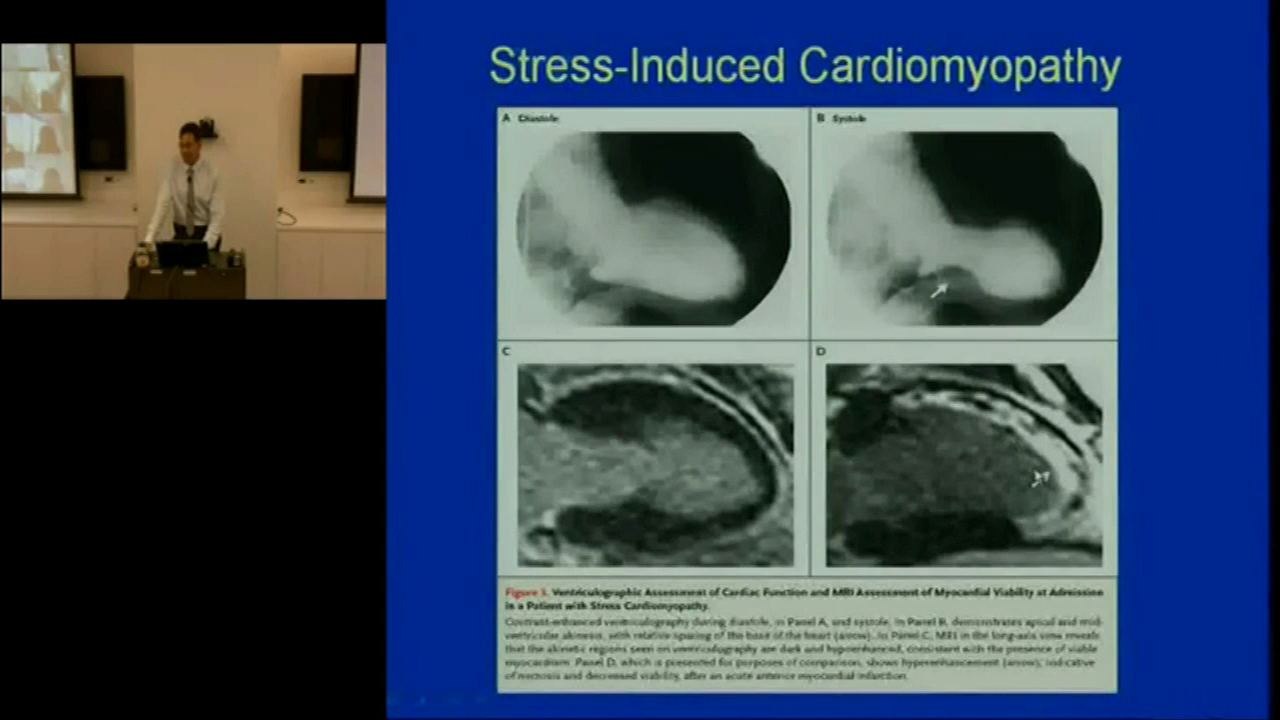 Stress-Induced Cardiomyopathy
A Diastole
B Systole
C
D
Figure 3. Ventriculographic Assessment of Cardiac Function and MRI Assessment of Myocardial Viability at Admission
in a Patient with Stress Cardiomyopathy.
Contrast-enhanced ventriculography during diastole, in Panel A, and systole, in Panel B, demonstrates apical and mid-
ventricular akinesis, with relative sparing of the base of the heart (arrow). In Panel C, MRI in the long-axis view reveals
that the akinetic regions seen on ventriculography are dark and hypoenhanced, consistent with the presence of viable
myocardium. Panel D, which is presented for purposes of comparison, shows hyperenhancement (arrow), indicative
of necrosis and decreased viability, after an acute anterior myocardial infarction.